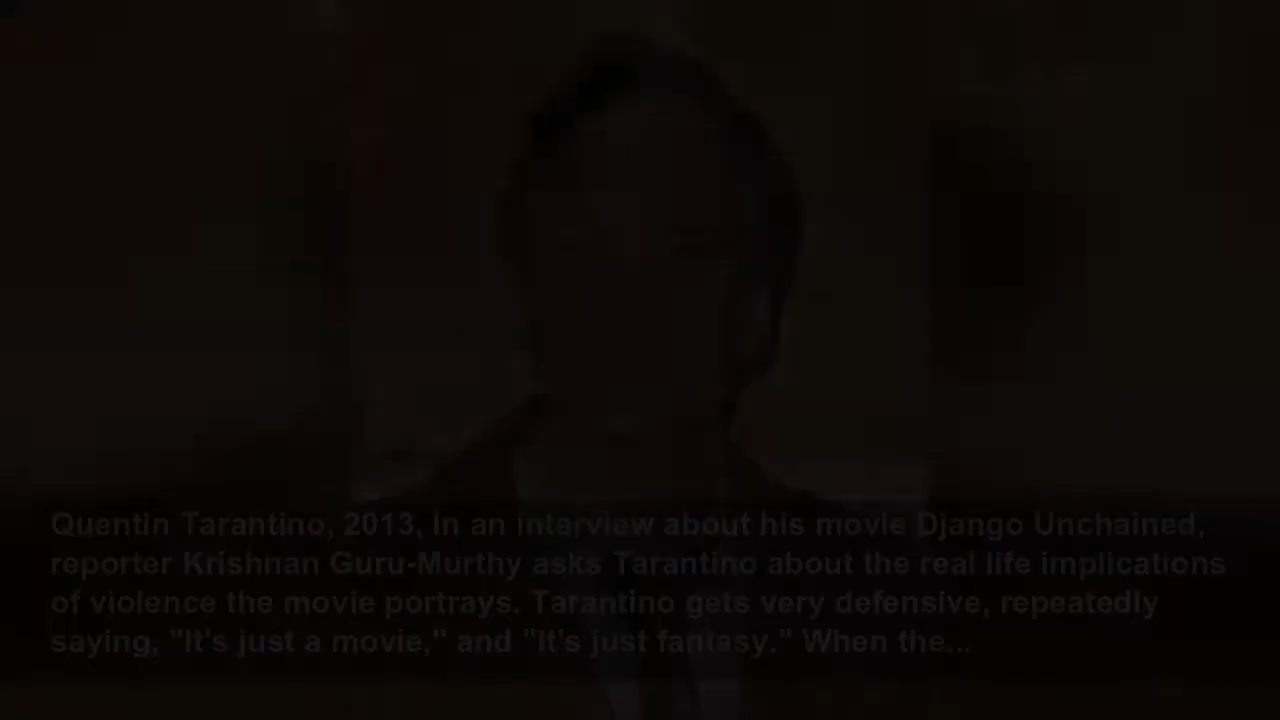 Quentin Tarantino, 2013, In an interview about his movie Django Unchained,
reporter Krishnan Guru-Murthy asks Tarantino about the real life implications
of violence the movie portrays. Tarantino gets very defensive, repeatedly
saying, "It's just a movie," and "It's just fantasy." When the...